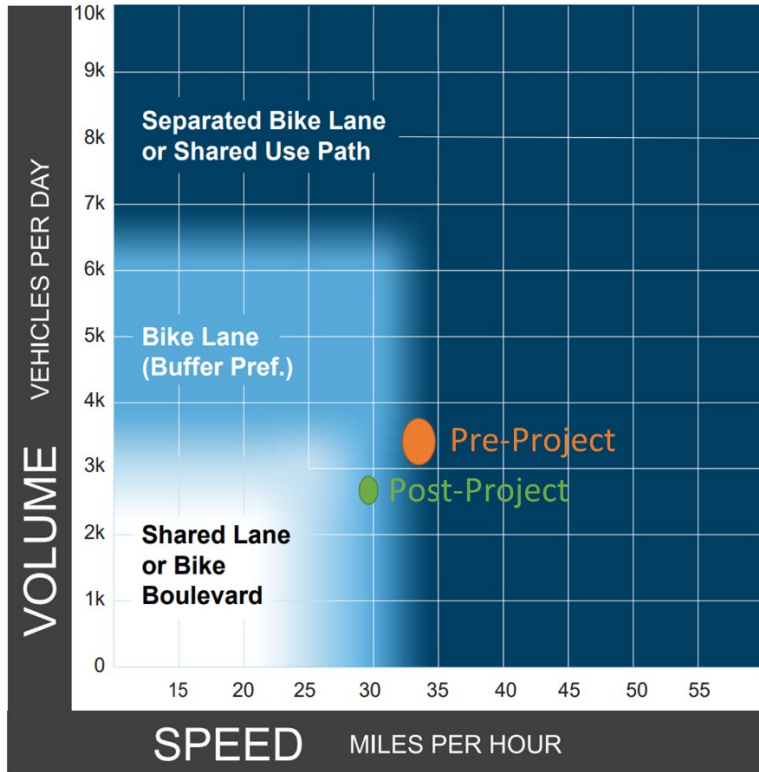 VOLUME VEHICLES PER DAY
10k
9k
8k
7k
6k
5k
4k
3k
2k
1k
0
Separated Bike Lane
or Shared Use Path
Bike Lane
(Buffer Pref.)
Pre-Project
Post-Project
Shared Lane
or Bike
Boulevard
15 20 25 30 35 40 45 50 55
SPEED MILES PER HOUR